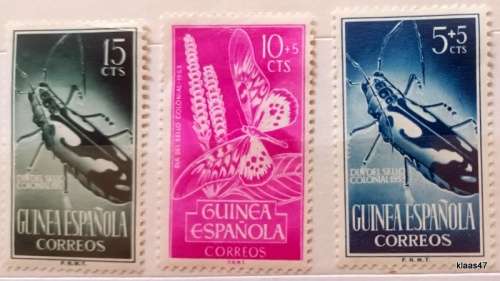 15
CTS
DIA DEL SELLO
COLONIAL 1953
GUINEA ESPAÑOLA
CORREOS
F.N.M.T.
10+5
CTS
DIA DEL SELLO COLONIAL-1953
GUINEA
ESPAÑOLA
CORREOS
F.N.M.T.
5+5
CTS
DIA DEL SELLO
COLONIAL 1953
GUINEA ESPAÑOLA
CORREOS
F.N.M.T.
klaas47